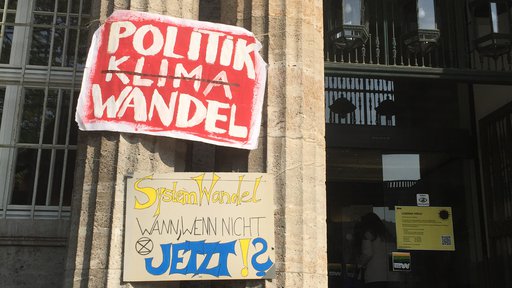 POLITIK
KLIMA
WANDEL
SystemWandel
WANN, WENN NICHT
JETZT!?